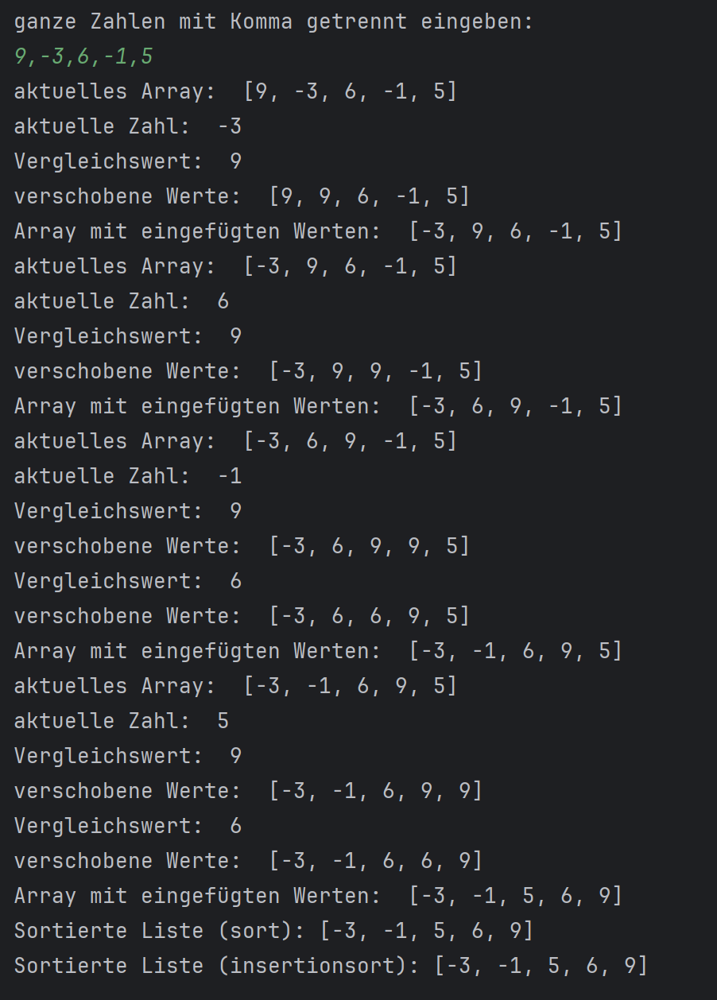 ganze Zahlen mit Komma getrennt eingeben:
9,-3,6,-1,5
aktuelles Array:  [9, -3, 6, -1, 5]
aktuelle Zahl:  -3
Vergleichswert:  9
verschobene Werte:  [9, 9, 6, -1, 5]
Array mit eingefügten Werten:  [-3, 9, 6, -1, 5]
aktuelles Array:  [-3, 9, 6, -1, 5]
aktuelle Zahl:  6
Vergleichswert:  9
verschobene Werte:  [-3, 9, 9, -1, 5]
Array mit eingefügten Werten:  [-3, 6, 9, -1, 5]
aktuelles Array:  [-3, 6, 9, -1, 5]
aktuelle Zahl:  -1
Vergleichswert:  9
verschobene Werte:  [-3, 6, 9, 9, 5]
Vergleichswert:  6
verschobene Werte:  [-3, 6, 6, 9, 5]
Array mit eingefügten Werten:  [-3, -1, 6, 9, 5]
aktuelles Array:  [-3, -1, 6, 9, 5]
aktuelle Zahl:  5
Vergleichswert:  9
verschobene Werte:  [-3, -1, 6, 9, 9]
Vergleichswert:  6
verschobene Werte:  [-3, -1, 6, 6, 9]
Array mit eingefügten Werten:  [-3, -1, 5, 6, 9]
Sortierte Liste (sort): [-3, -1, 5, 6, 9]
Sortierte Liste (insertionsort): [-3, -1, 5, 6, 9]